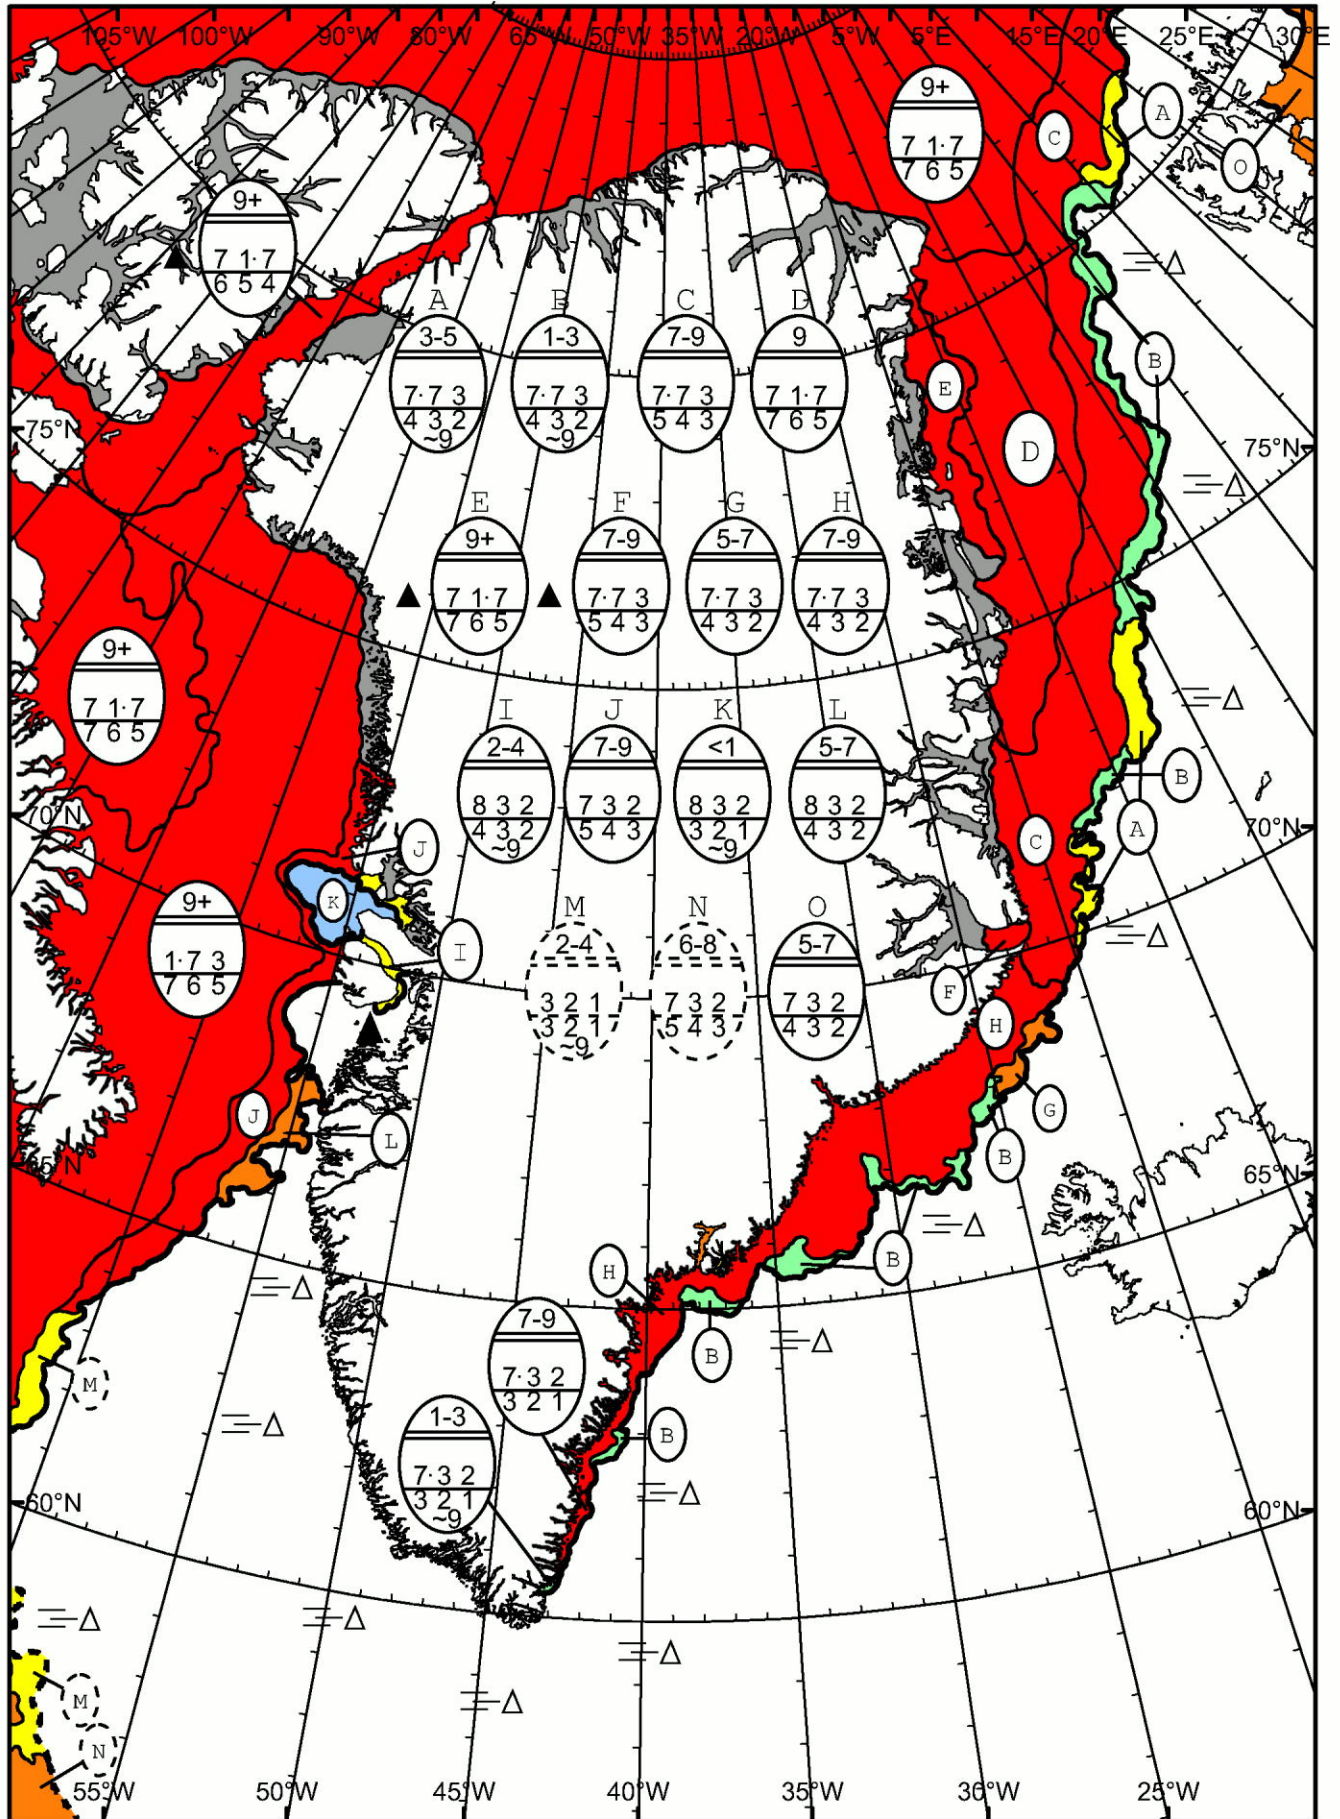 105°W 100°W 90°W 80°W 65°W 50°W 35°W 20°W 5°W 5°E 15°E 20°E 25°E 30°E
9+
7 1·7
7 6 5
C
A
O
9+
7 1·7
6 5 4
A B C D
3-5 1-3 7-9 9
7·7 3 7·7 3 7·7 3 7 1·7
4 3 2 4 3 2 5 4 3 7 6 5
~9 ~9
B
E
D
75°N 75°N
E F G H
9+ 7-9 5-7 7-9
7 1·7 7·7 3 7·7 3 7·7 3
7 6 5 5 4 3 4 3 2 4 3 2
9+
7 1·7
7 6 5
I J K L
2-4 7-9 <1 5-7
8 3 2 7 3 2 8 3 2 8 3 2
4 3 2 5 4 3 3 2 1 4 3 2
~9 ~9
B
A
70°N 70°N
C
J
K
I
9+
1·7 3
7 6 5
M N O
2-4 6-8 5-7
3 2 1 7 3 2 7 3 2
3 2 1 5 4 3 4 3 2
~9
F
H
G
J
L
B
65°N 65°N
B
H
B
7-9
7·3 2
3 2 1
M
1-3
7·3 2
3 2 1
~9
B
60°N 60°N
M
N
55°W 50°W 45°W 40°W 35°W 30°W 25°W